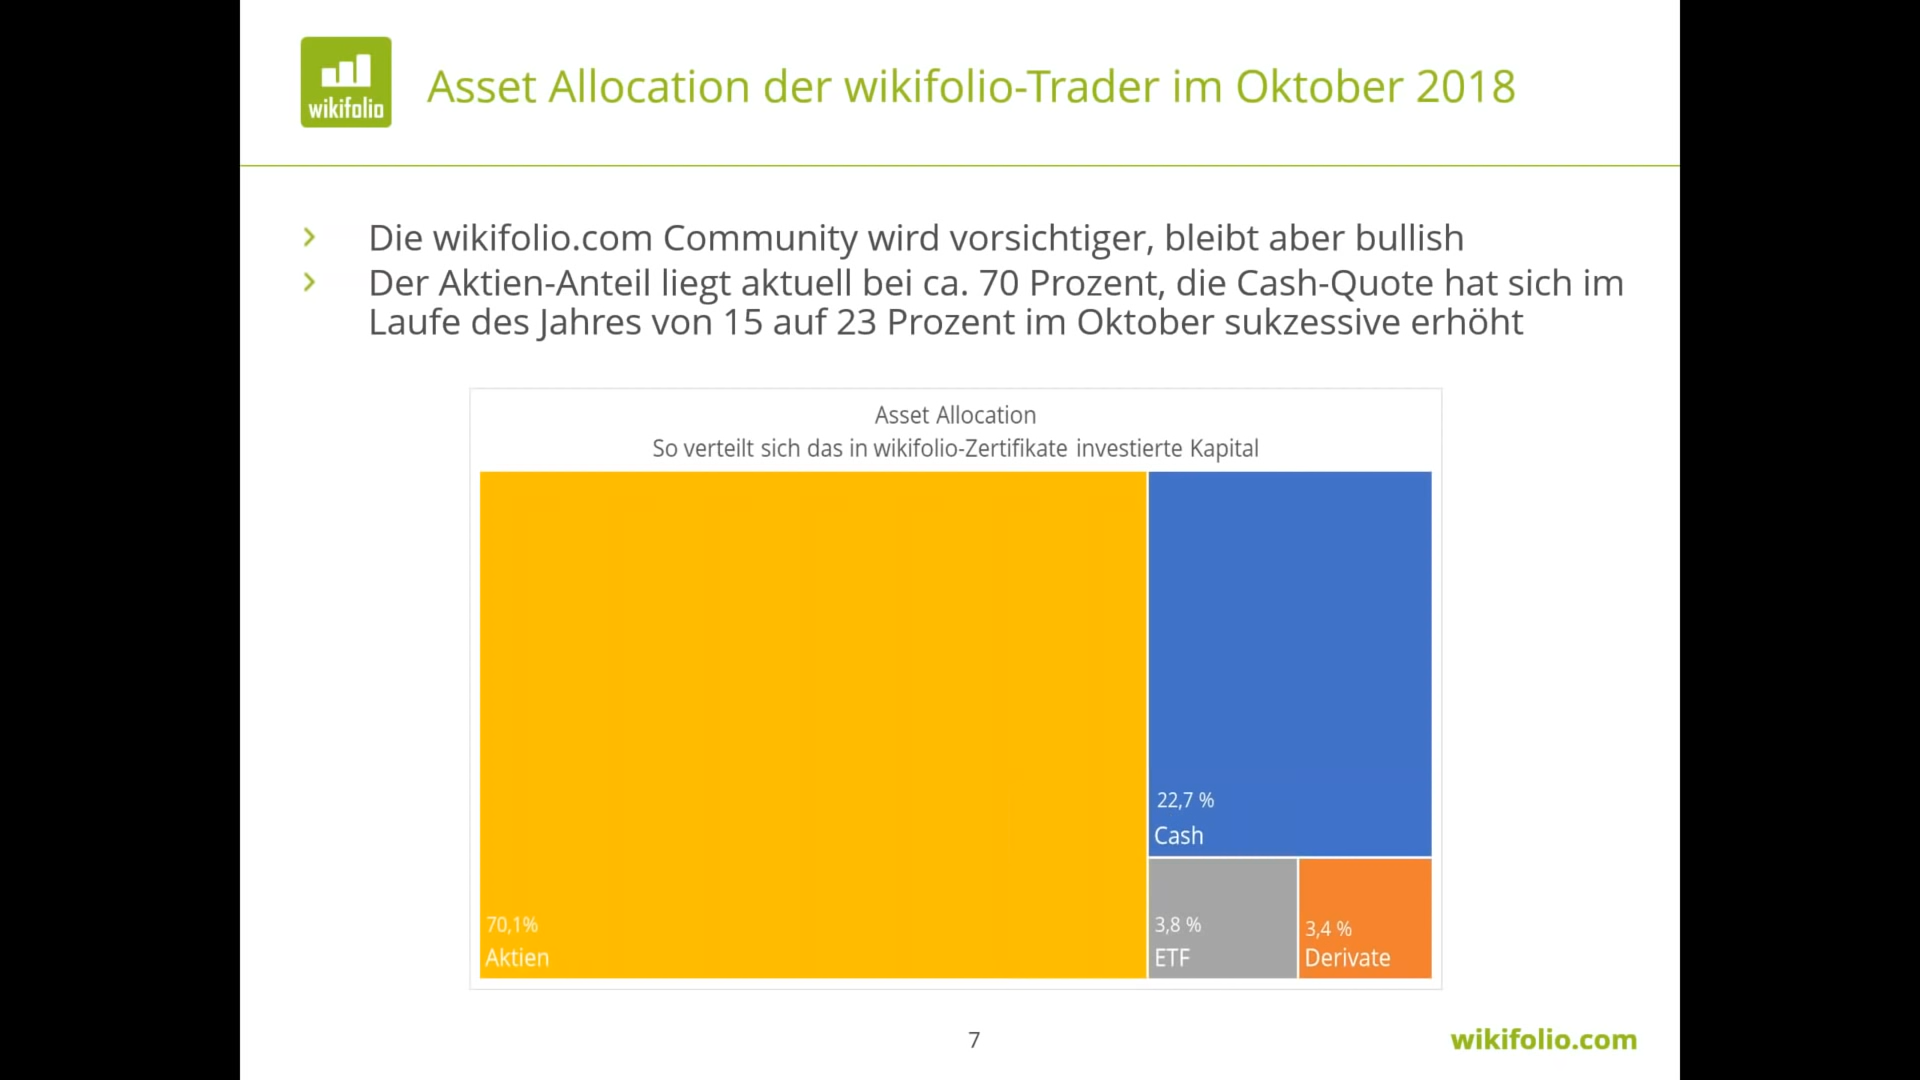 wikifolio
Asset Allocation der wikifolio-Trader im Oktober 2018
Die wikifolio.com Community wird vorsichtiger, bleibt aber bullish
Der Aktien-Anteil liegt aktuell bei ca. 70 Prozent, die Cash-Quote hat sich im
Laufe des Jahres von 15 auf 23 Prozent im Oktober sukzessive erhöht
Asset Allocation
So verteilt sich das in wikifolio-Zertifikate investierte Kapital
70,1%
Aktien
22,7 %
Cash
3,8 %
ETF
3,4 %
Derivate
7
wikifolio.com